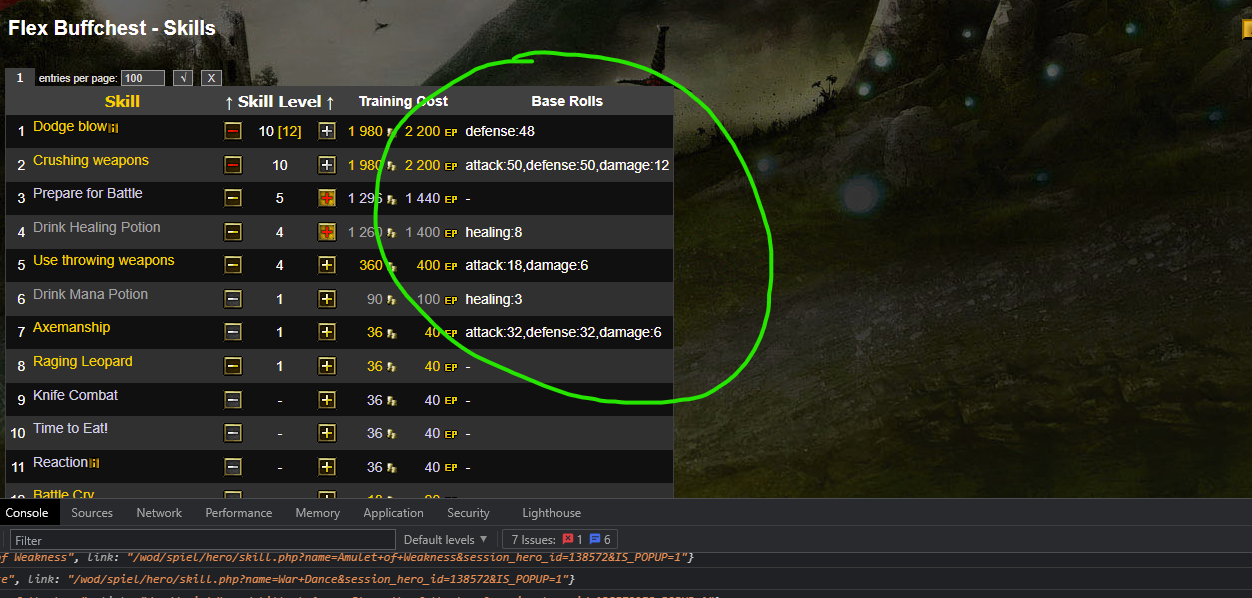 Flex Buffchest - Skills
1 entries per page: 100 √ X
Skill ↑ Skill Level ↑ Training Cost Base Rolls
1 Dodge blow 10 [12] 1 980 2 200 EP defense:48
2 Crushing weapons 10 1 980 2 200 EP attack:50,defense:50,damage:12
3 Prepare for Battle 5 1 296 1 440 EP -
4 Drink Healing Potion 4 1 260 1 400 EP healing:8
5 Use throwing weapons 4 360 400 EP attack:18,damage:6
6 Drink Mana Potion 1 90 100 EP healing:3
7 Axemanship 1 36 40 EP attack:32,defense:32,damage:6
8 Raging Leopard 1 36 40 EP -
9 Knife Combat - 36 40 EP -
10 Time to Eat! - 36 40 EP -
11 Reaction - 36 40 EP -
Battle Cry
Console Sources Network Performance Memory Application Security Lighthouse
Filter Default levels ▼ 7 Issues: 1 6
of Weakness", link: "/wod/spiel/hero/skill.php?name=Amulet+of+Weakness&session_hero_id=138572&IS_POPUP=1"}
e", link: "/wod/spiel/hero/skill.php?name=War+Dance&session_hero_id=138572&IS_POPUP=1"}